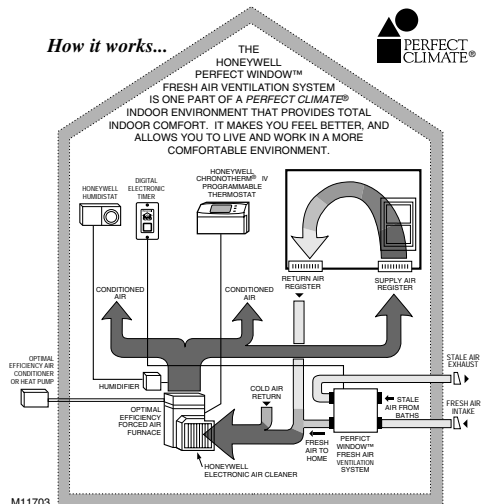 How it works...
PERFECT
CLIMATE®
THE
HONEYWELL
PERFECT WINDOW™
FRESH AIR VENTILATION SYSTEM
IS ONE PART OF A PERFECT CLIMATE®
INDOOR ENVIRONMENT THAT PROVIDES TOTAL
INDOOR COMFORT. IT MAKES YOU FEEL BETTER, AND
ALLOWS YOU TO LIVE AND WORK IN A MORE
COMFORTABLE ENVIRONMENT.
HONEYWELL
HUMIDISTAT
DIGITAL
ELECTRONIC
TIMER
HONEYWELL
CHRONOTHERM® IV
PROGRAMMABLE
THERMOSTAT
RETURN AIR
REGISTER
SUPPLY AIR
REGISTER
CONDITIONED
AIR
CONDITIONED
AIR
OPTIMAL
EFFICIENCY AIR
CONDITIONER
OR HEAT PUMP
HUMIDIFIER
OPTIMAL
EFFICIENCY
FORCED AIR
FURNACE
COLD AIR
RETURN
HONEYWELL
ELECTRONIC AIR CLEANER
FRESH
AIR TO
HOME
PERFICT
WINDOW™
FRESH AIR
VENTILATION
SYSTEM
STALE
AIR FROM
BATHS
STALE AIR
EXHAUST
FRESH AIR
INTAKE
M11703